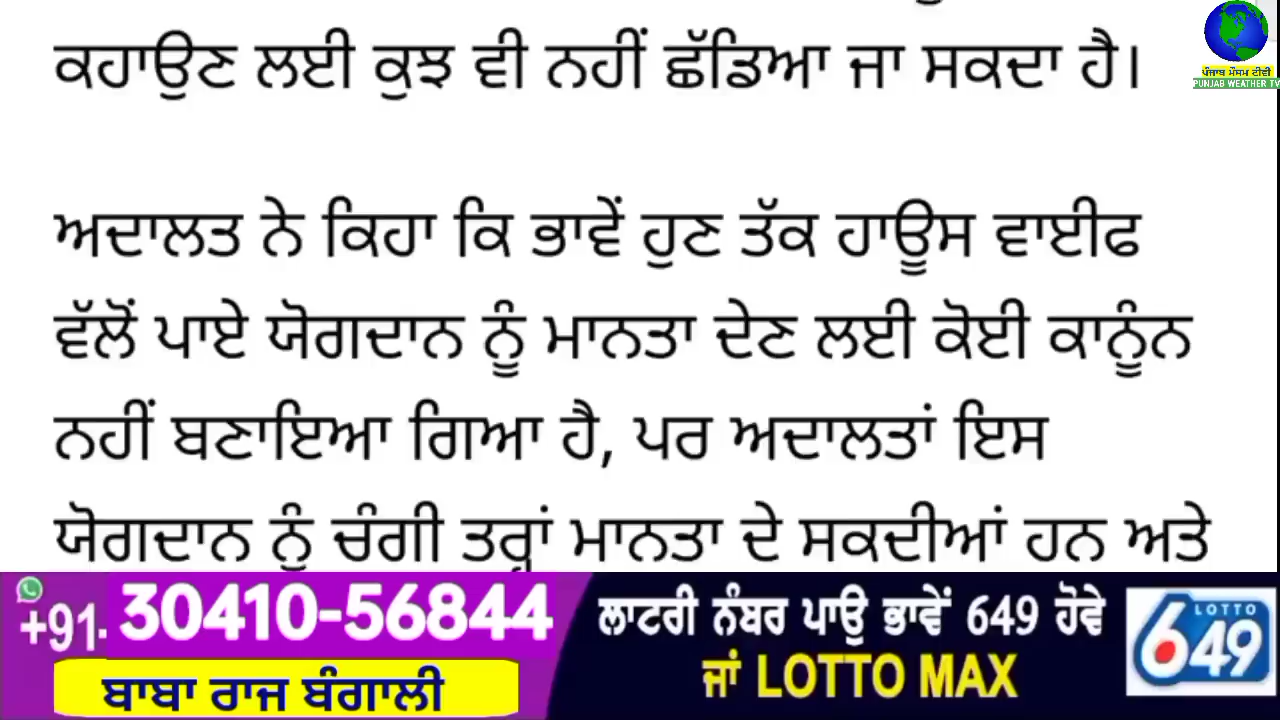 ਕਹਾਉਣ ਲਈ ਕੁਝ ਵੀ ਨਹੀਂ ਛੱਡਿਆ ਜਾ ਸਕਦਾ ਹੈ।
ਪੰਜਾਬ ਮੌਸਮ ਟੀਵੀ
PUNJAB WEATHER TV
ਅਦਾਲਤ ਨੇ ਕਿਹਾ ਕਿ ਭਾਵੇਂ ਹੁਣ ਤੱਕ ਹਾਊਸ ਵਾਈਫ
ਵੱਲੋਂ ਪਾਏ ਯੋਗਦਾਨ ਨੂੰ ਮਾਨਤਾ ਦੇਣ ਲਈ ਕੋਈ ਕਾਨੂੰਨ
ਨਹੀਂ ਬਣਾਇਆ ਗਿਆ ਹੈ, ਪਰ ਅਦਾਲਤਾਂ ਇਸ
ਯੋਗਦਾਨ ਨੂੰ ਚੰਗੀ ਤਰ੍ਹਾਂ ਮਾਨਤਾ ਦੇ ਸਕਦੀਆਂ ਹਨ ਅਤੇ
+91- 30410-56844
ਬਾਬਾ ਰਾਜ ਬੰਗਾਲੀ
ਲਾਟਰੀ ਨੰਬਰ ਪਾਉ ਭਾਵੇਂ 649 ਹੋਵੇ
ਜਾਂ LOTTO MAX
LOTTO
649